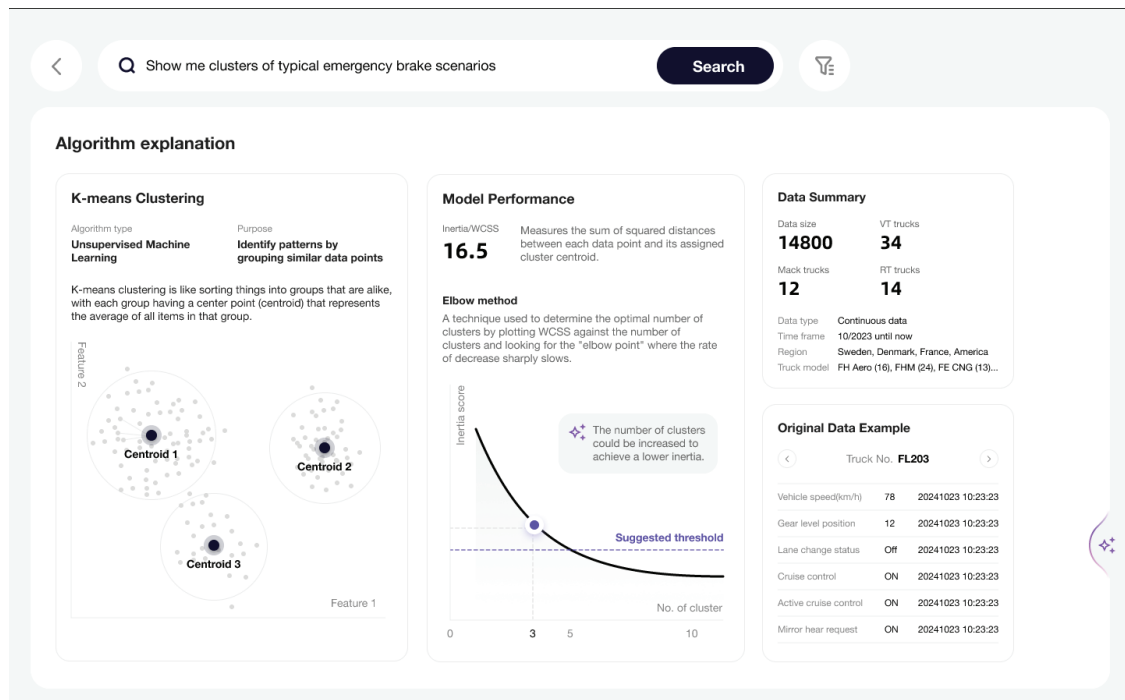 Show me clusters of typical emergency brake scenarios
Search
Algorithm explanation
K-means Clustering
Algorithm type
Unsupervised Machine
Learning
Purpose
Identify patterns by
grouping similar data points
K-means clustering is like sorting things into groups that are alike,
with each group having a center point (centroid) that represents
the average of all items in that group.
Feature 2
Centroid 1
Centroid 2
Centroid 3
Feature 1
Model Performance
Inertia/WCSS
16.5
Measures the sum of squared distances
between each data point and its assigned
cluster centroid.
Elbow method
A technique used to determine the optimal number of
clusters by plotting WCSS against the number of
clusters and looking for the "elbow point" where the rate
of decrease sharply slows.
Inertia score
The number of clusters
could be increased to
achieve a lower inertia.
Suggested threshold
No. of cluster
0 3 5 10
Data Summary
Data size
14800
VT trucks
34
Mack trucks
12
RT trucks
14
Data type Continuous data
Time frame 10/2023 until now
Region Sweden, Denmark, France, America
Truck model FH Aero (16), FHM (24), FE CNG (13)...
Original Data Example
Truck No. FL203
Vehicle speed(km/h) 78 20241023 10:23:23
Gear level position 12 20241023 10:23:23
Lane change status Off 20241023 10:23:23
Cruise control ON 20241023 10:23:23
Active cruise control ON 20241023 10:23:23
Mirror hear request ON 20241023 10:23:23